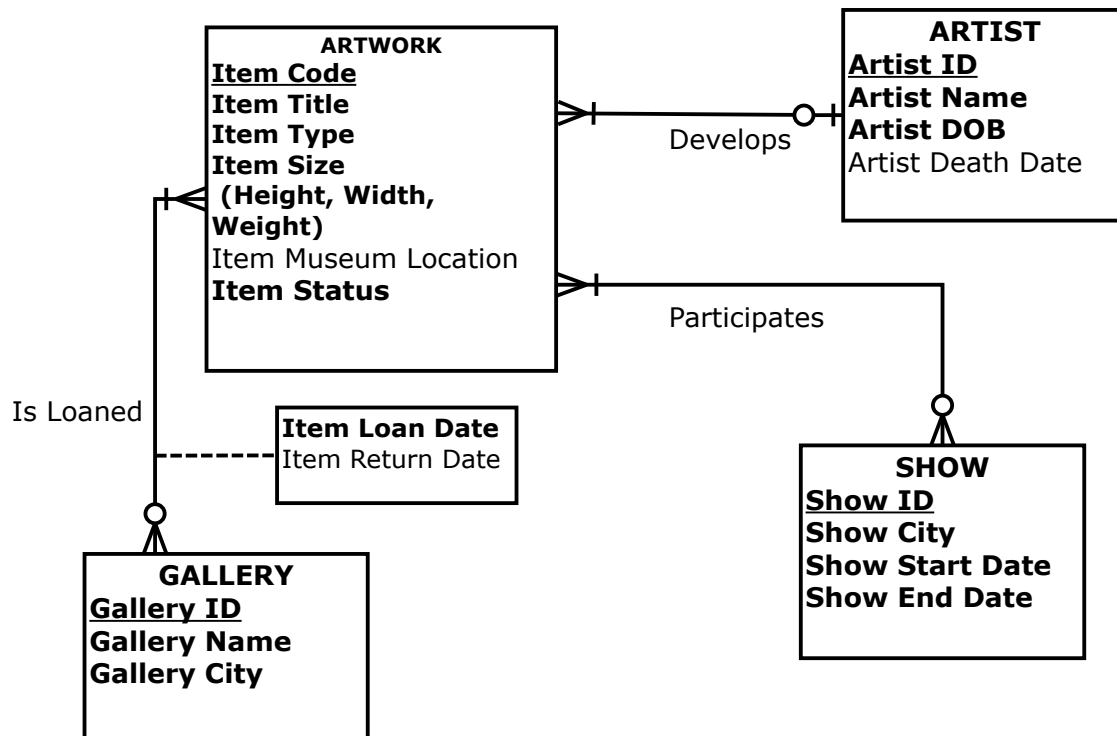 ARTWORK
Item Code
Item Title
Item Type
Item Size
(Height, Width,
Weight)
Item Museum Location
Item Status
ARTIST
Artist ID
Artist Name
Artist DOB
Artist Death Date
Develops
Participates
Is Loaned
Item Loan Date
Item Return Date
GALLERY
Gallery ID
Gallery Name
Gallery City
SHOW
Show ID
Show City
Show Start Date
Show End Date